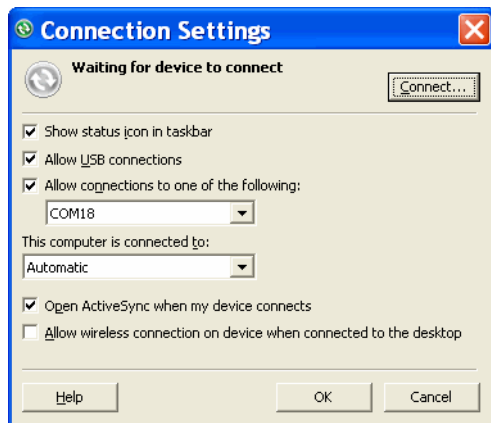 Connection Settings
Waiting for device to connect
Connect...
Show status icon in taskbar
Allow USB connections
Allow connections to one of the following:
COM18
This computer is connected to:
Automatic
Open ActiveSync when my device connects
Allow wireless connection on device when connected to the desktop
Help OK Cancel